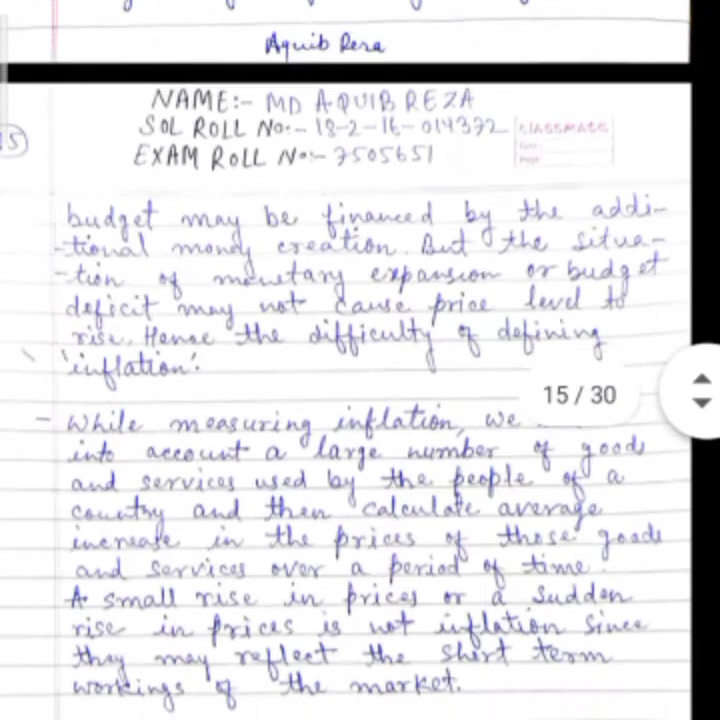 Aquib Reza
NAME:- MD AQUIB REZA
SOL ROLL No:- 18-2-16-014372
EXAM ROLL No:- 7505651
CLASSMATE
budget may be financed by the addi-
-tional money creation. But the situa-
-tion of monetary expansion or budget
deficit may not cause price level to
rise. Hence the difficulty of defining
'inflation'.
15 / 30
- While measuring inflation, we
into account a large number of goods
and services used by the people of a
country and then calculate average
increase in the prices of those goods
and services over a period of time.
A small rise in prices or a sudden
rise in prices is not inflation since
they may reflect the short term
workings of the market.